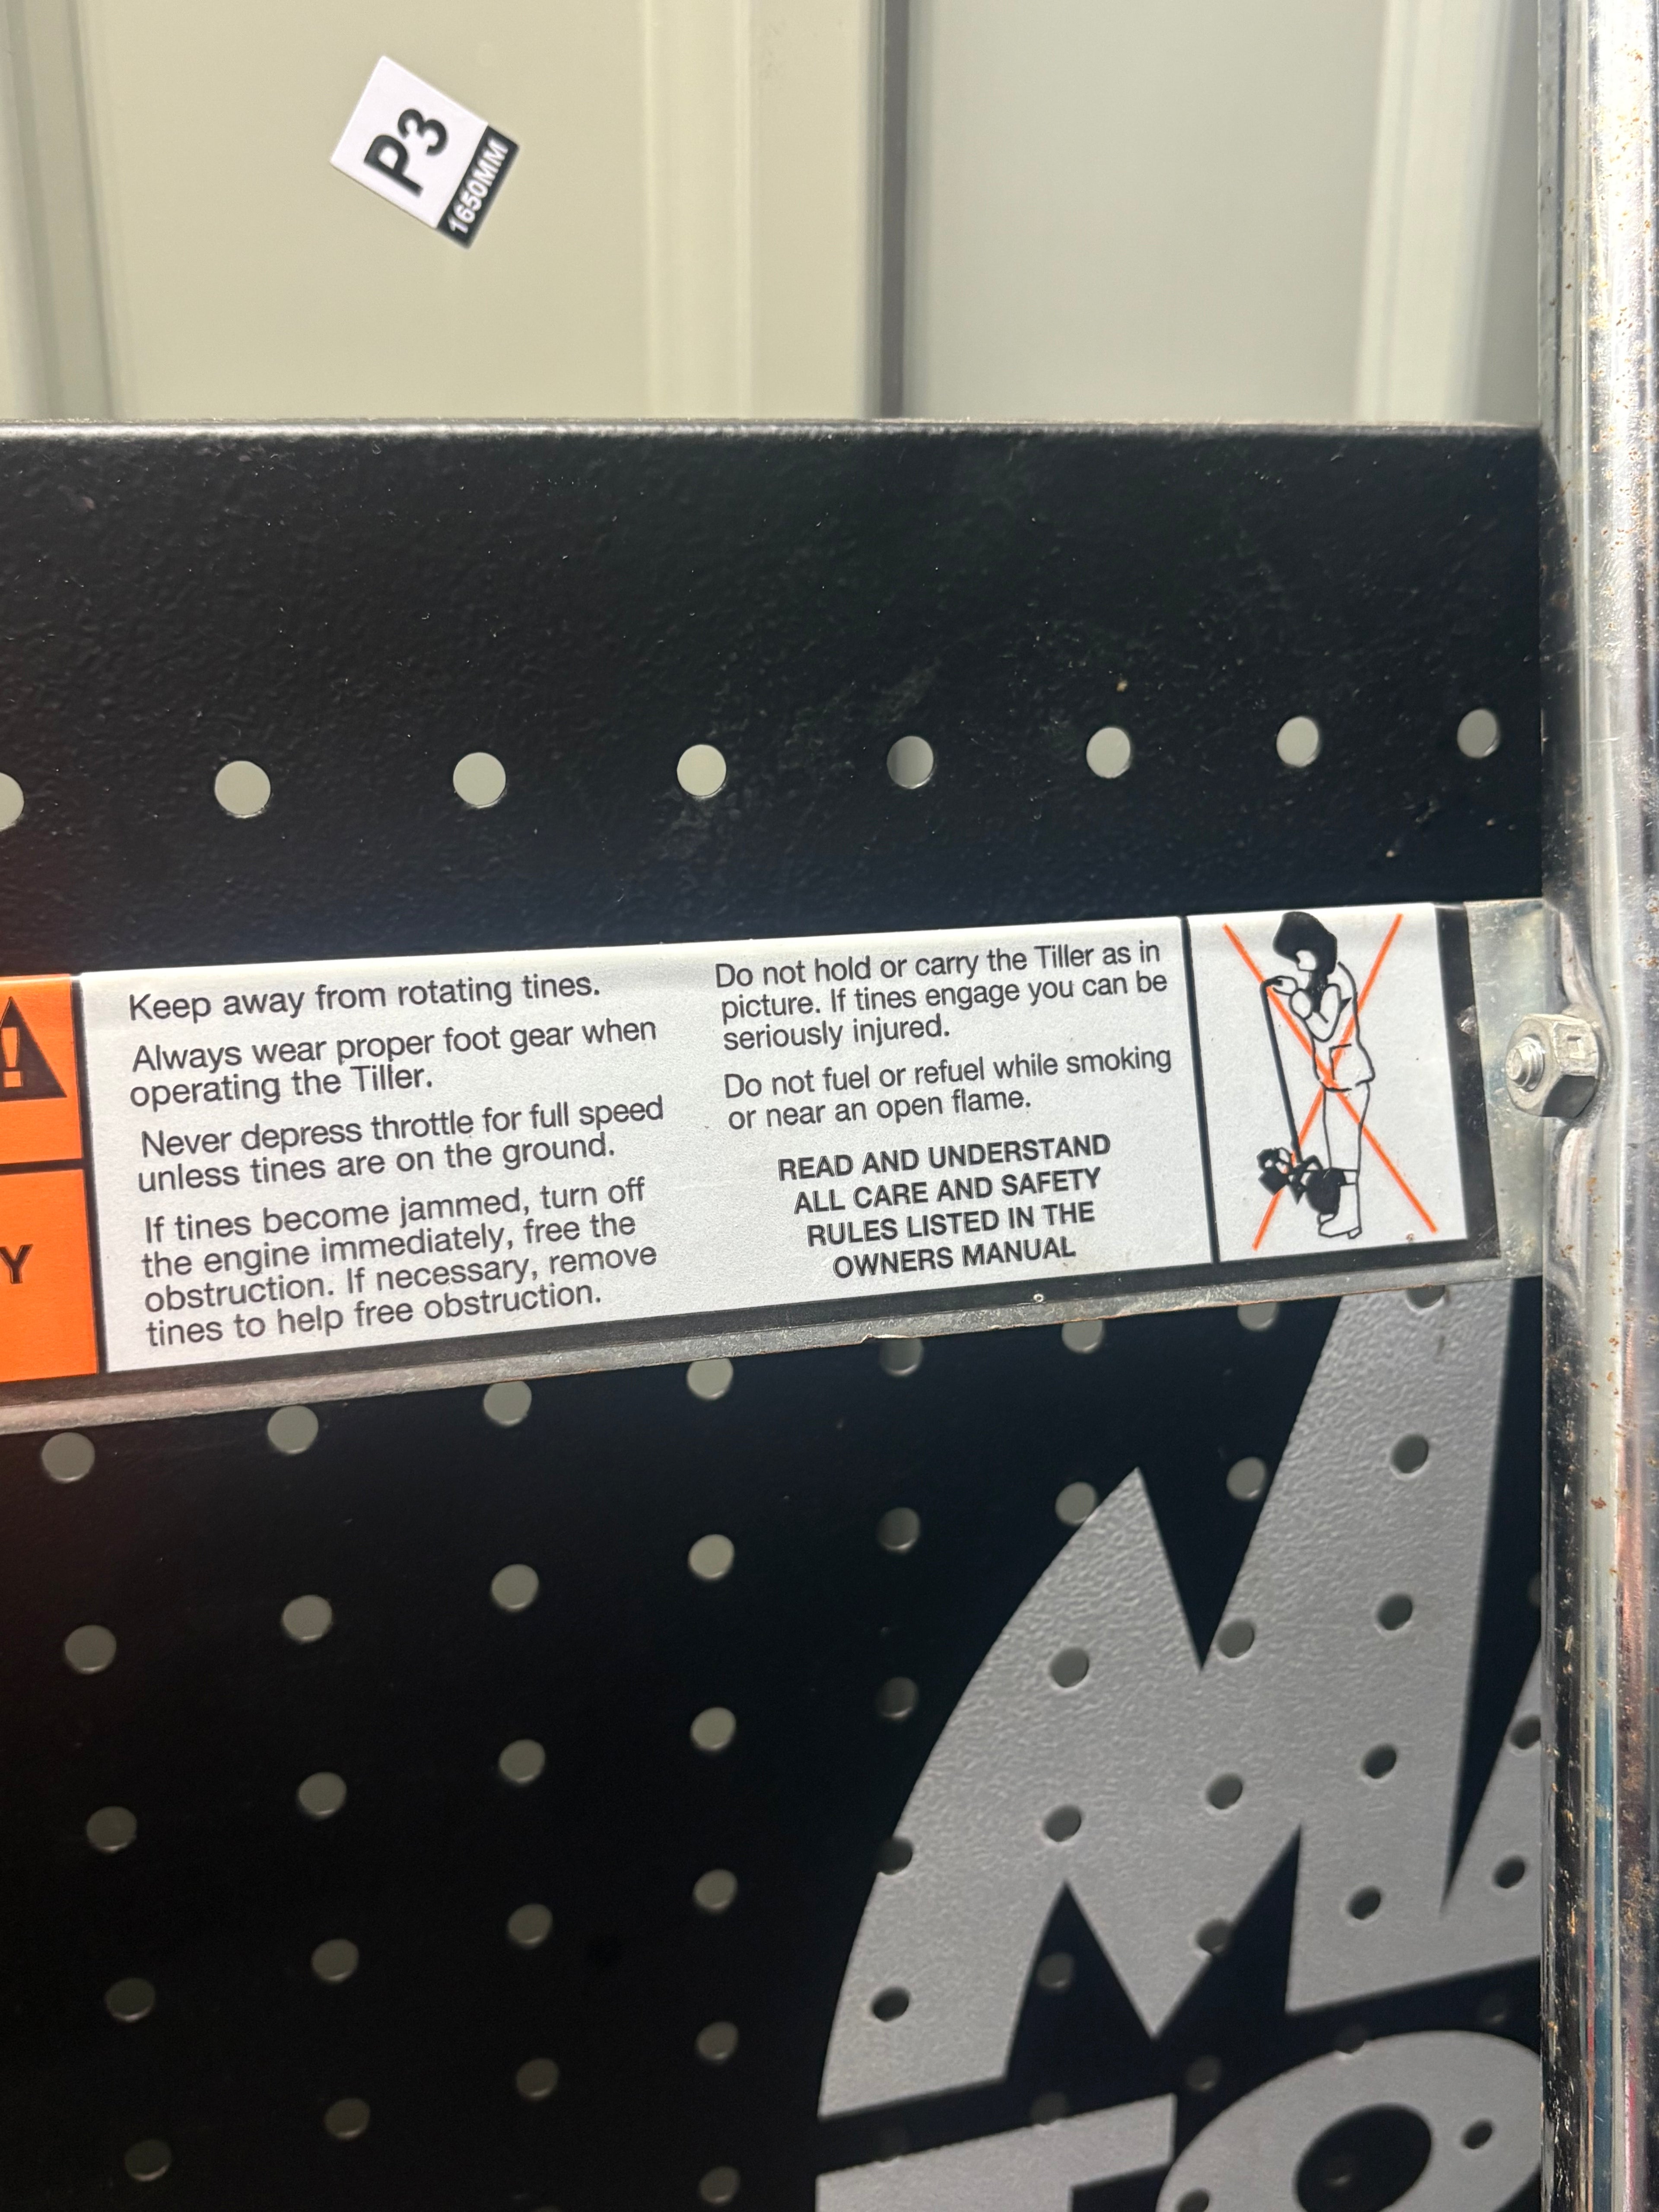 P3
1650MM
Keep away from rotating tines.
Always wear proper foot gear when
operating the Tiller.
Never depress throttle for full speed
unless tines are on the ground.
If tines become jammed, turn off
the engine immediately, free the
obstruction. If necessary, remove
tines to help free obstruction.
Do not hold or carry the Tiller as in
picture. If tines engage you can be
seriously injured.
Do not fuel or refuel while smoking
or near an open flame.
READ AND UNDERSTAND
ALL CARE AND SAFETY
RULES LISTED IN THE
OWNERS MANUAL